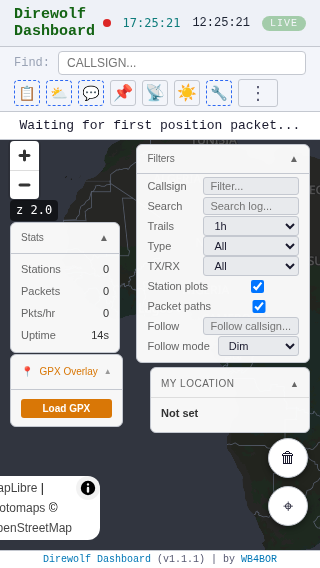 Direwolf Dashboard
17:25:21 12:25:21 LIVE
Find: CALLSIGN...
Waiting for first position packet...
z 2.0
Stats ▲
Stations 0
Packets 0
Pkts/hr 0
Uptime 14s
GPX Overlay ▲
Load GPX
Filters ▲
Callsign Filter...
Search Search log...
Trails 1h
Type All
TX/RX All
Station plots
Packet paths
Follow Follow callsign...
Follow mode Dim
MY LOCATION ▲
Not set
apLibre |
otomaps ©
penStreetMap
Direwolf Dashboard (v1.1.1) | by WB4BOR